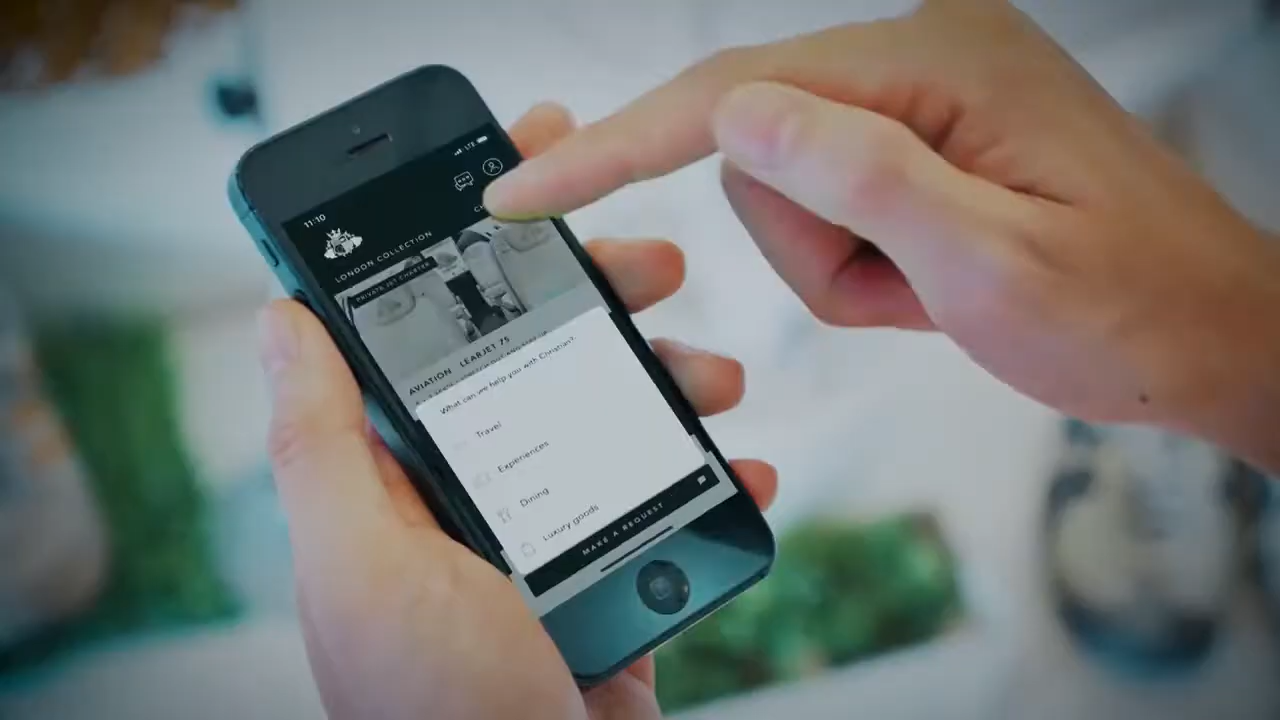 LTE
11:10
LONDON COLLECTION
PRIVATE JET CHARTER
AVIATION LEARJET 75
What can we help you with Christian?
Travel
Experiences
Dining
Luxury goods
MAKE A REQUEST